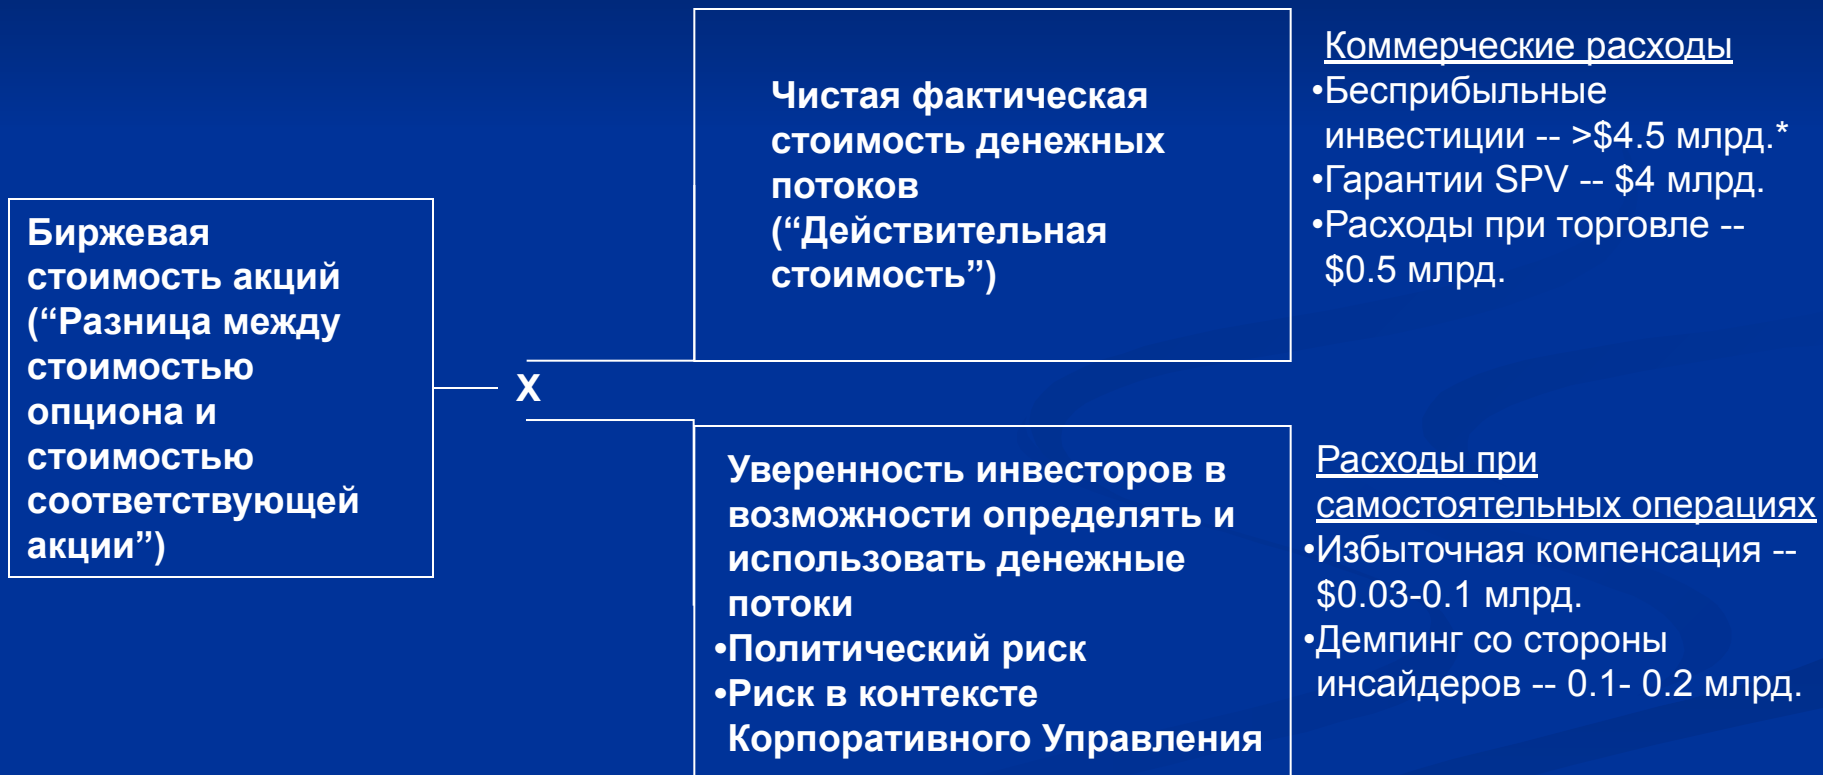 Биржевая
стоимость акций
(“Разница между
стоимостью
опциона и
стоимостью
соответствующей
акции”)
X
Чистая фактическая
стоимость денежных
потоков
(“Действительная
стоимость”)
Коммерческие расходы
•Бесприбыльные
инвестиции -- >$4.5 млрд.*
•Гарантии SPV -- $4 млрд.
•Расходы при торговле --
$0.5 млрд.
Уверенность инвесторов в
возможности определять и
использовать денежные
потоки
•Политический риск
•Риск в контексте
Корпоративного Управления
Расходы при
самостоятельных операциях
•Избыточная компенсация --
$0.03-0.1 млрд.
•Демпинг со стороны
инсайдеров -- 0.1- 0.2 млрд.